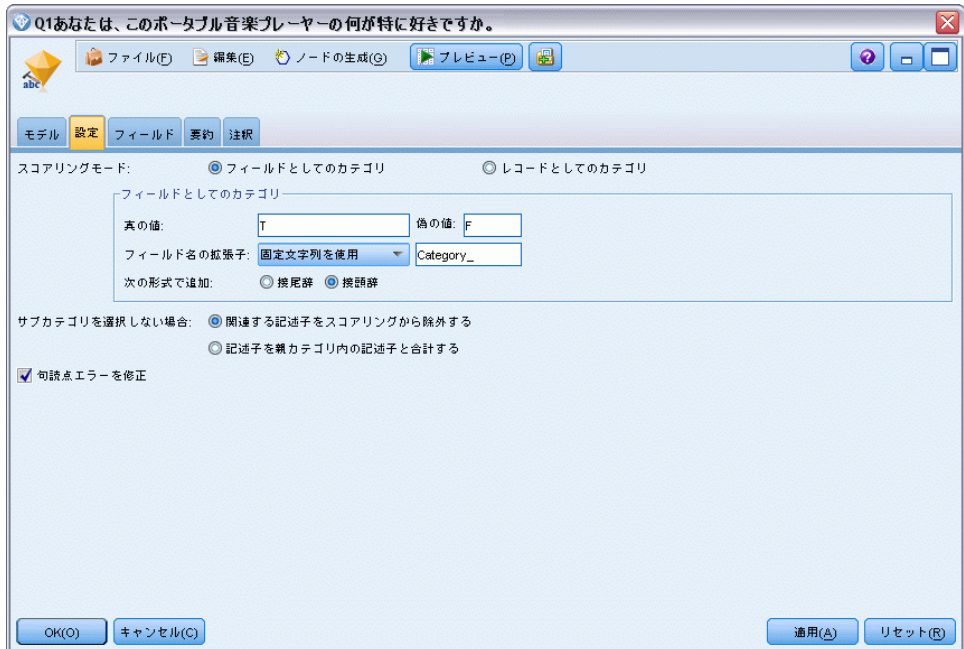 Q1あなたは、このポータブル音楽プレーヤーの何が特に好きですか。
ファイル(F) 編集(E) ノードの生成(G) プレビュー(P)
abc
モデル 設定 フィールド 要約 注釈
スコアリングモード: フィールドとしてのカテゴリ レコードとしてのカテゴリ
フィールドとしてのカテゴリ
真の値: T 偽の値: F
フィールド名の拡張子: 固定文字列を使用 Category_
次の形式で追加: 接尾辞 接頭辞
サブカテゴリを選択しない場合: 関連する記述子をスコアリングから除外する
記述子を親カテゴリ内の記述子と合計する
句読点エラーを修正
OK(O) キャンセル(C) 適用(A) リセット(R)